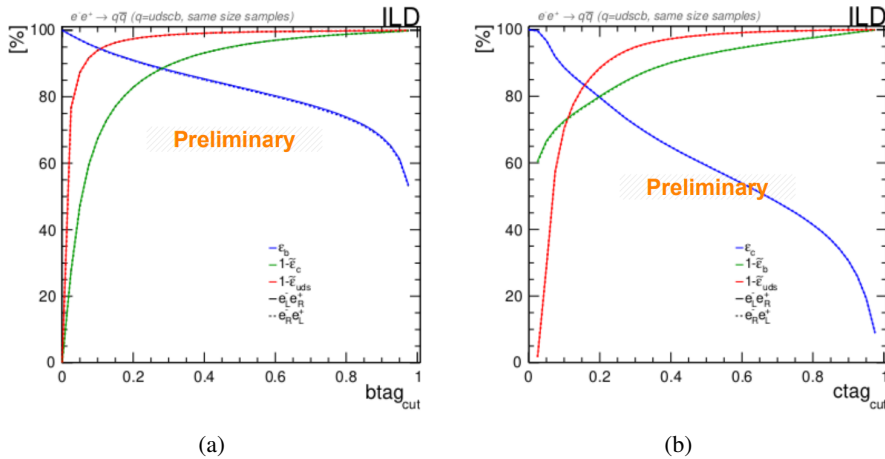 e⁻e⁺ → qq̅ (q=udscb, same size samples)
ILD
[%]
100
80
60
40
20
0
Preliminary
ε_b
1-ε̃_c
1-ε̃_uds
e⁻_L e⁺_R
e⁻_R e⁺_L
0 0.2 0.4 0.6 0.8 1
btag_cut
(a)
e⁻e⁺ → qq̅ (q=udscb, same size samples)
ILD
[%]
100
80
60
40
20
0
Preliminary
ε_c
1-ε̃_b
1-ε̃_uds
e⁻_L e⁺_R
e⁻_R e⁺_L
0 0.2 0.4 0.6 0.8 1
ctag_cut
(b)